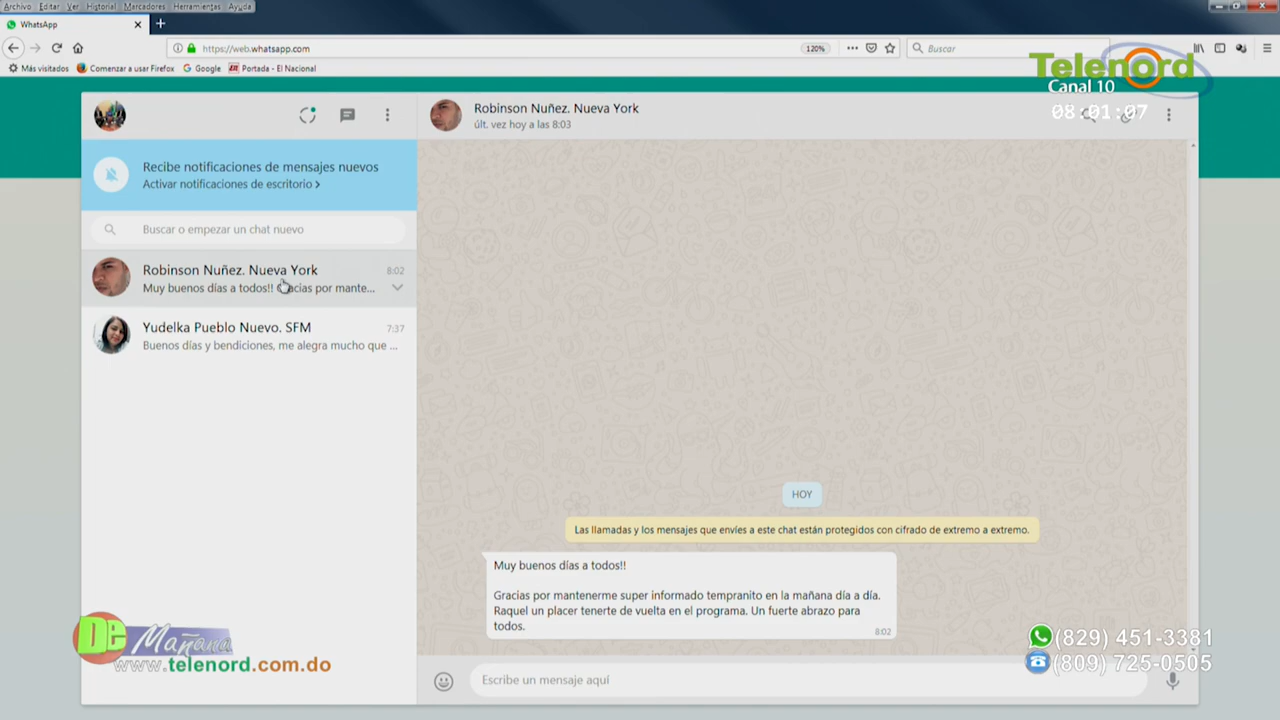 Archivo Editar Ver Historial Marcadores Herramientas Ayuda
WhatsApp
https://web.whatsapp.com
120%
Buscar
Más visitados
Comenzar a usar Firefox
Google
Portada - El Nacional
Telenord
Canal 10
08:01:07
Robinson Nuñez. Nueva York
últ. vez hoy a las 8:03
Recibe notificaciones de mensajes nuevos
Activar notificaciones de escritorio >
Buscar o empezar un chat nuevo
Robinson Nuñez. Nueva York
8:02
Muy buenos días a todos!! Gracias por mante...
Yudelka Pueblo Nuevo. SFM
7:37
Buenos días y bendiciones, me alegra mucho que ...
HOY
Las llamadas y los mensajes que envíes a este chat están protegidos con cifrado de extremo a extremo.
Muy buenos días a todos!!
Gracias por mantenerme super informado tempranito en la mañana día a día.
Raquel un placer tenerte de vuelta en el programa. Un fuerte abrazo para
todos.
8:02
De Mañana
www.telenord.com.do
(829) 451-3381
(809) 725-0505
Escribe un mensaje aquí